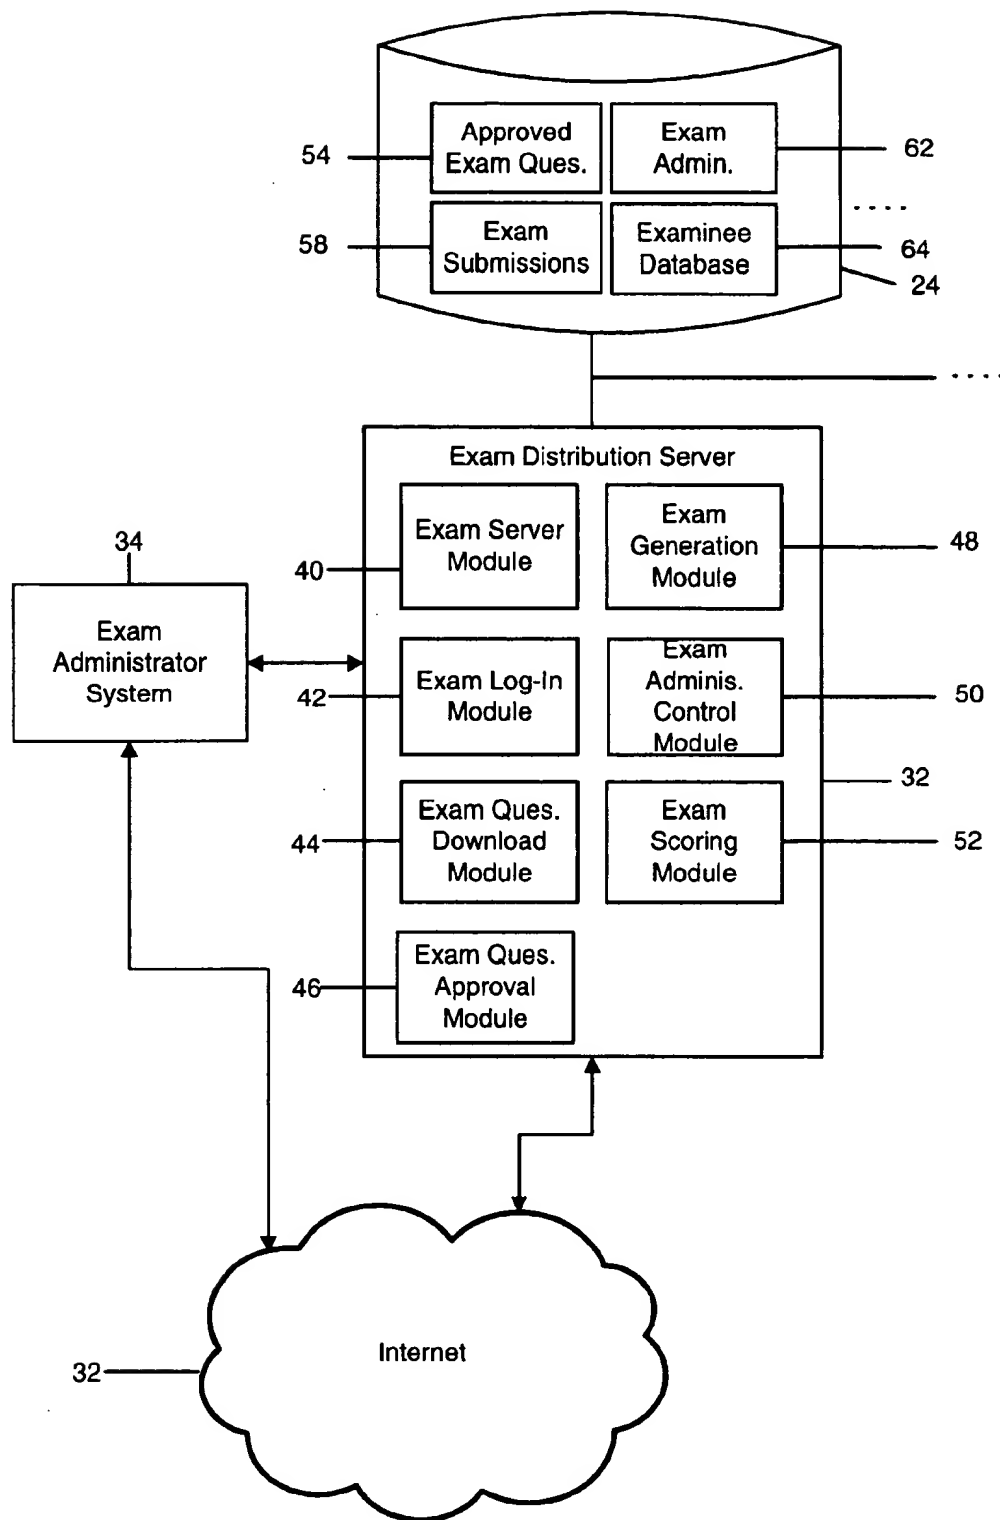 Approved
Exam Ques.
Exam
Admin.
54
62
Exam
Submissions
Examinee
Database
58
64
24
Exam Distribution Server
Exam Server
Module
40
Exam
Generation
Module
48
34
Exam
Administrator
System
Exam Log-In
Module
42
Exam
Adminis.
Control
Module
50
32
Exam Ques.
Download
Module
44
Exam
Scoring
Module
52
Exam Ques.
Approval
Module
46
Internet
32